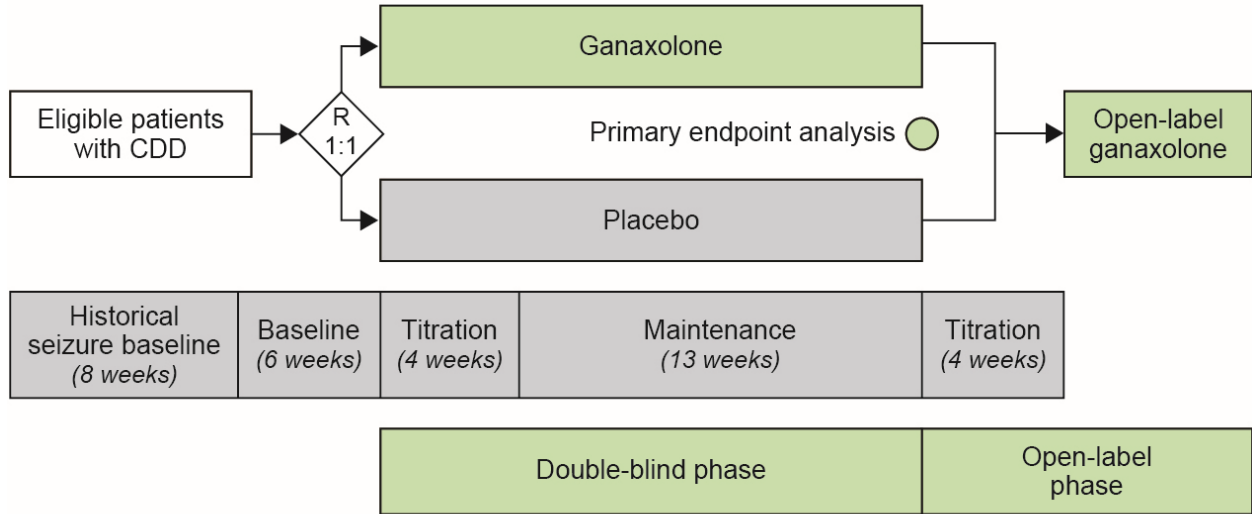 Ganaxolone
Eligible patients
with CDD
R
1:1
Primary endpoint analysis
Open-label
ganaxolone
Placebo
Historical
seizure baseline
(8 weeks)
Baseline
(6 weeks)
Titration
(4 weeks)
Maintenance
(13 weeks)
Titration
(4 weeks)
Double-blind phase
Open-label
phase